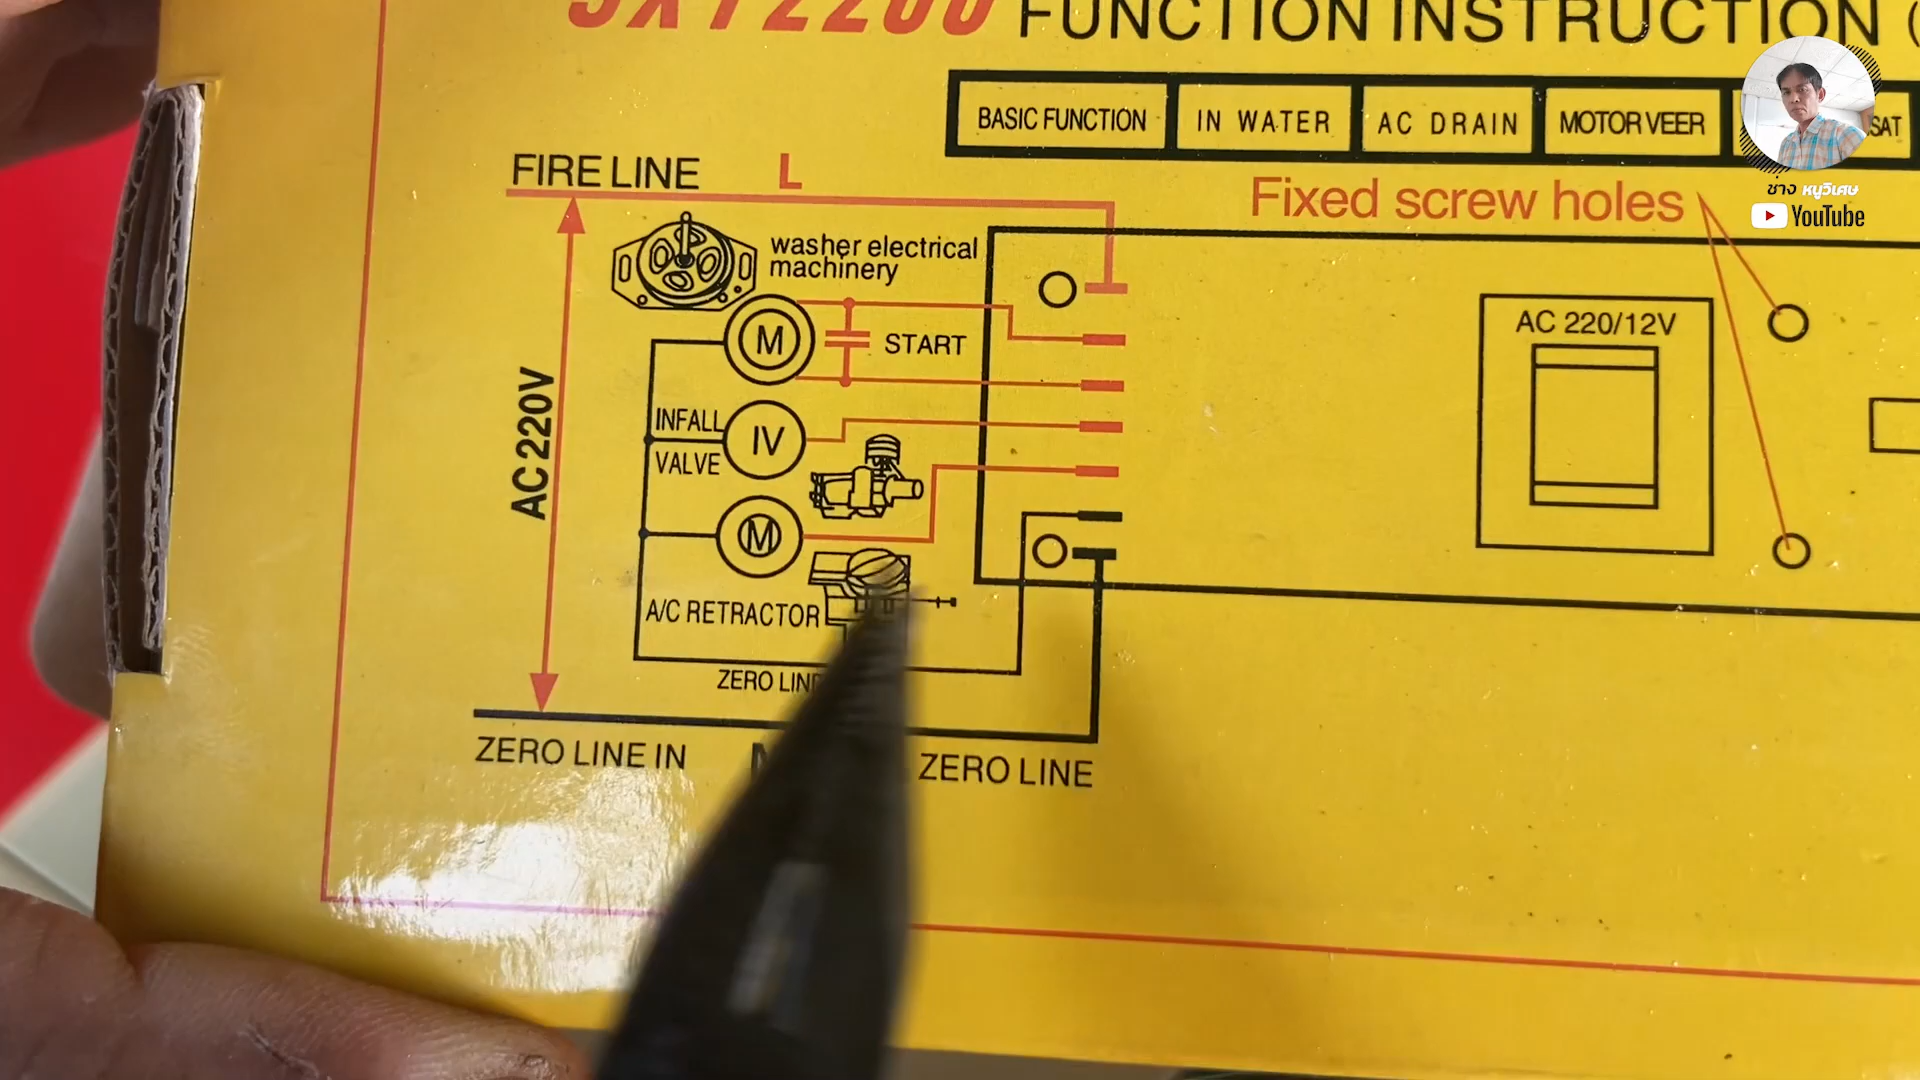 FUNCTION INSTRUCTION (
BASIC FUNCTION
IN WATER
AC DRAIN
MOTOR VEER
SAT
ช่าง หนูวิเศษ
YouTube
FIRE LINE L
Fixed screw holes
washer electrical
machinery
M
START
AC 220/12V
INFALL
IV
VALVE
AC220V
M
A/C RETRACTOR
ZERO LINE
ZERO LINE IN
ZERO LINE